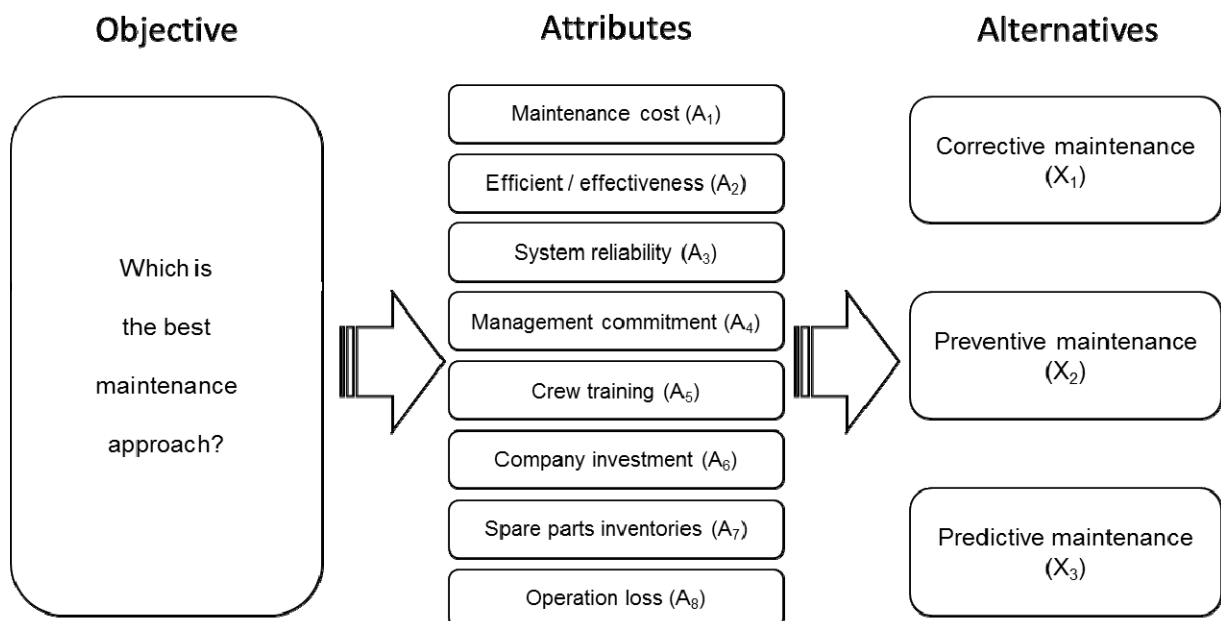 Objective
Attributes
Alternatives
Which is
the best
maintenance
approach?
Maintenance cost (A₁)
Efficient / effectiveness (A₂)
System reliability (A₃)
Management commitment (A₄)
Crew training (A₅)
Company investment (A₆)
Spare parts inventories (A₇)
Operation loss (A₈)
Corrective maintenance
(X₁)
Preventive maintenance
(X₂)
Predictive maintenance
(X₃)